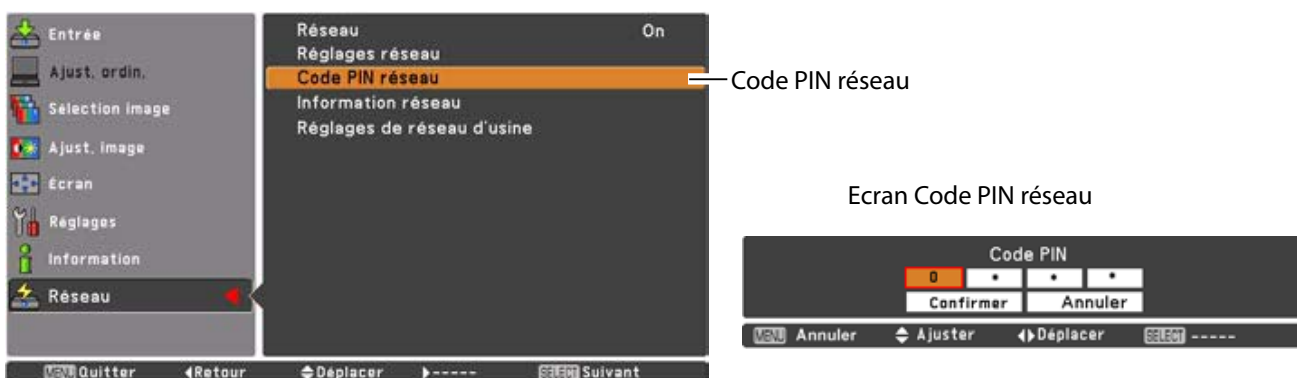 Entrée
Ajust. ordin.
Sélection image
Ajust. image
Écran
Réglages
Information
Réseau
Réseau On
Réglages réseau
Code PIN réseau
Information réseau
Réglages de réseau d'usine
MENU Quitter ◀Retour ◆Déplacer ▶----- SELECT Suivant
Code PIN réseau
Ecran Code PIN réseau
Code PIN
0 • • •
Confirmer Annuler
MENU Annuler ◆ Ajuster ◀▶Déplacer SELECT -----